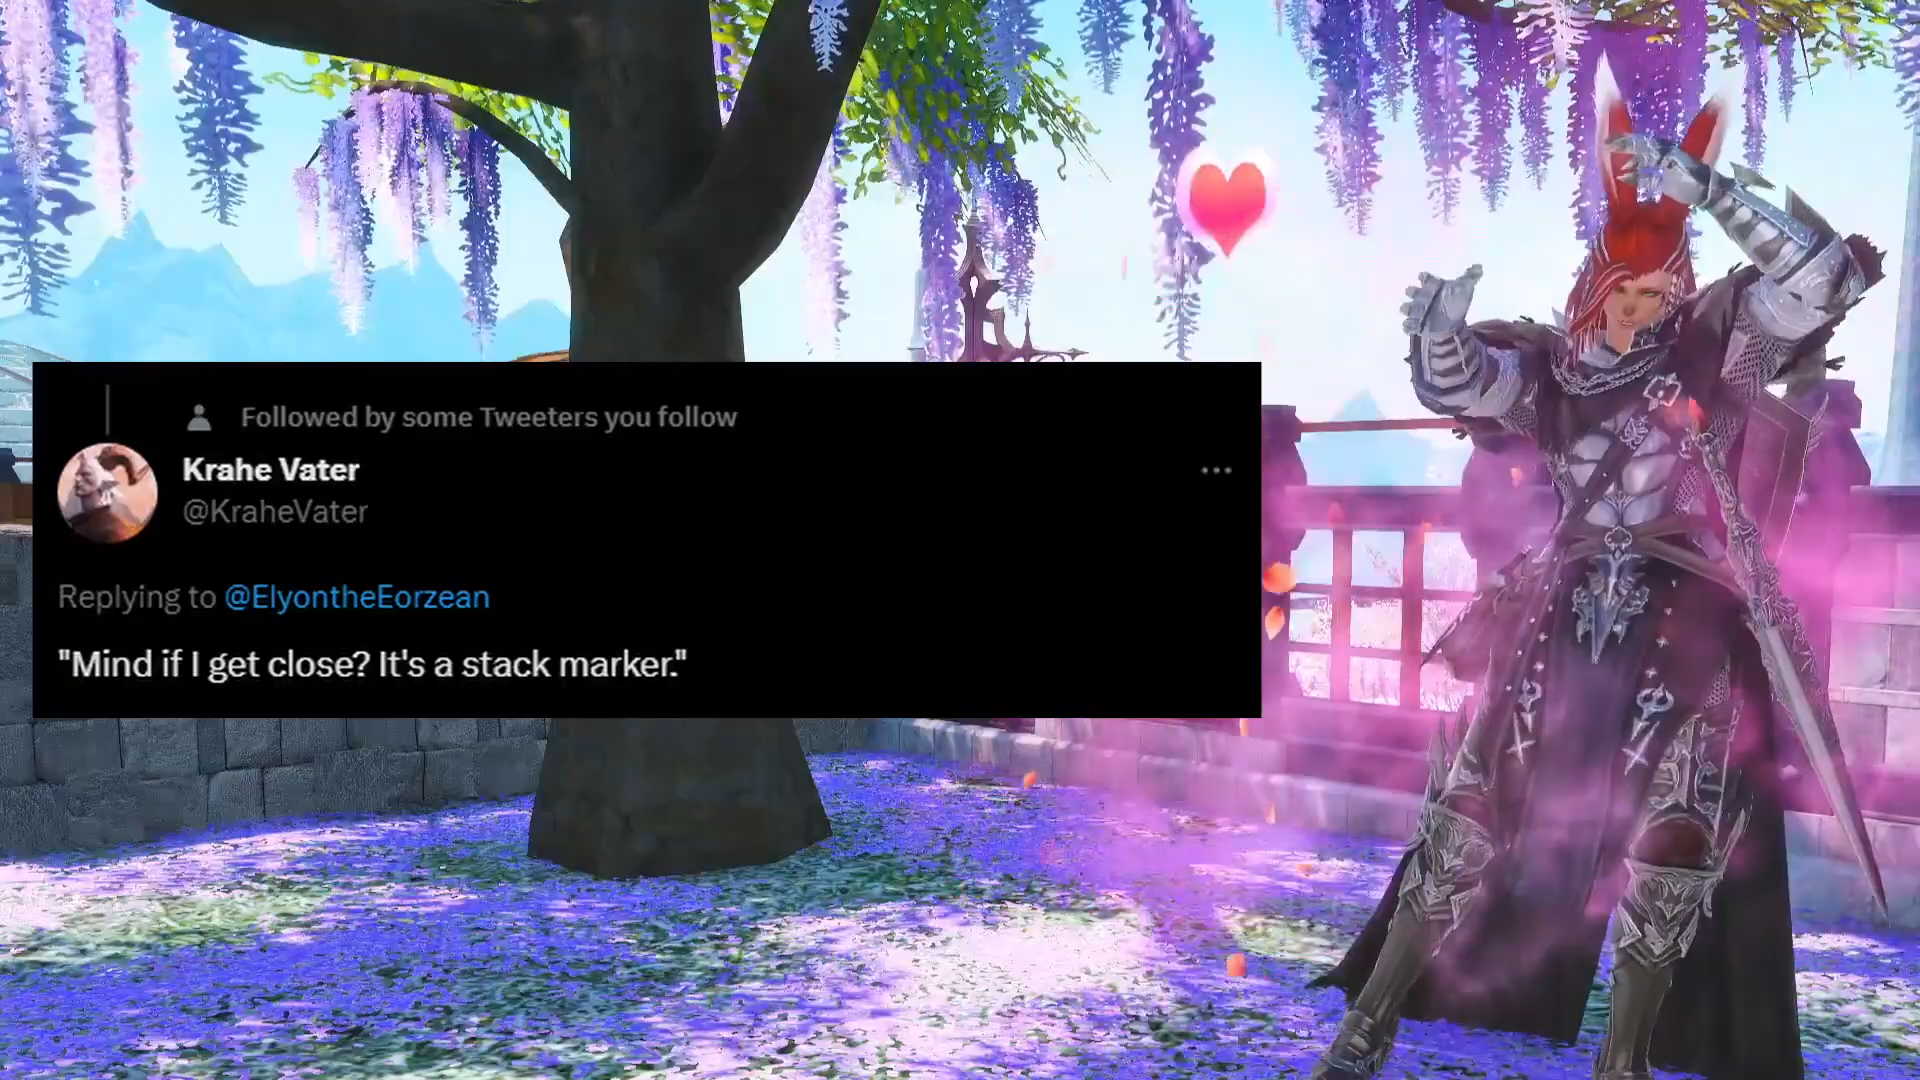 Followed by some Tweeters you follow
Krahe Vater
@KraheVater
Replying to @ElyontheEorzean
"Mind if I get close? It's a stack marker."